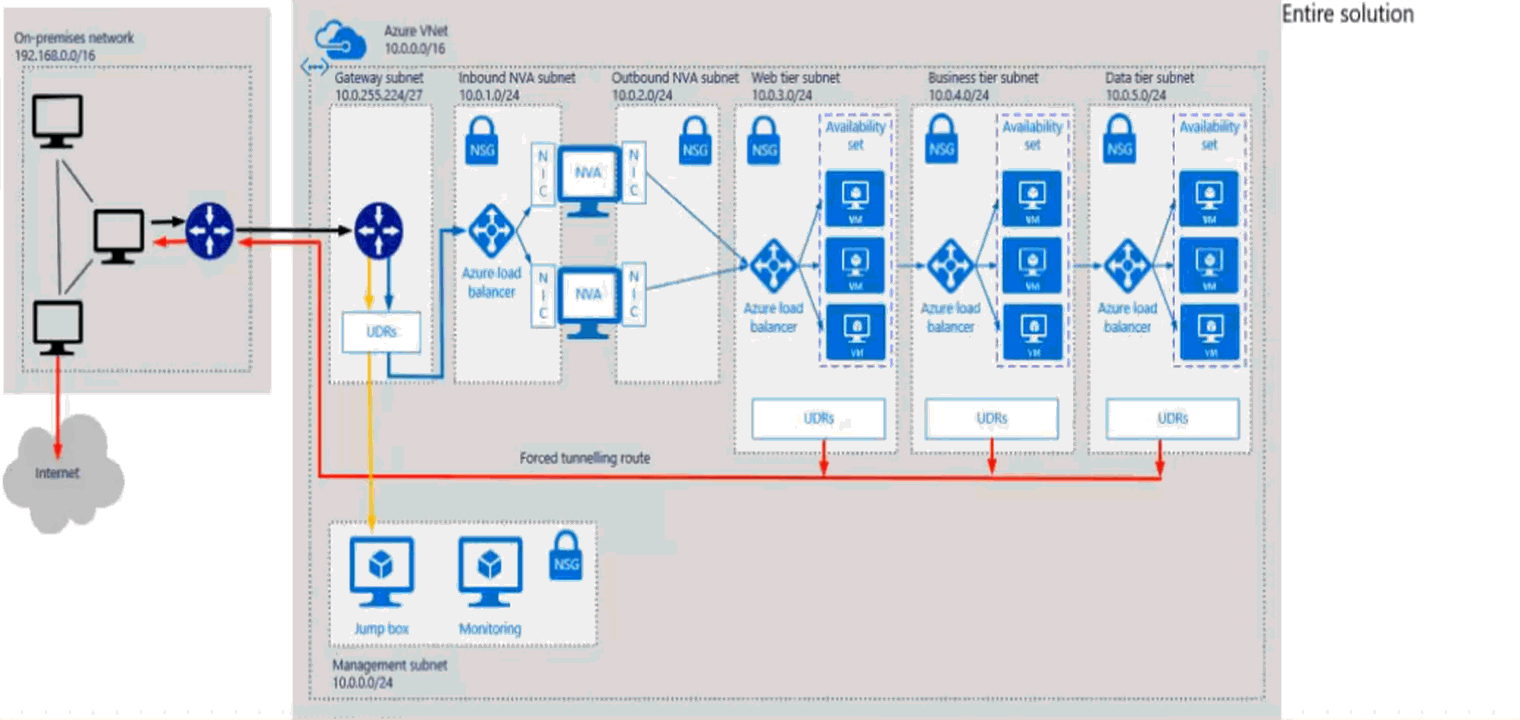 Entire solution
On-premises network
192.168.0.0/16
Internet
Azure VNet
10.0.0.0/16
Gateway subnet
10.0.255.224/27
UDRs
Inbound NVA subnet
10.0.1.0/24
NSG
Azure load
balancer
N
I
C
NVA
N
I
C
N
I
C
NVA
N
I
C
Outbound NVA subnet
10.0.2.0/24
NSG
Web tier subnet
10.0.3.0/24
NSG
Availability
set
VM
VM
VM
Azure load
balancer
UDRs
Business tier subnet
10.0.4.0/24
NSG
Availability
set
VM
VM
VM
Azure load
balancer
UDRs
Data tier subnet
10.0.5.0/24
NSG
Availability
set
VM
VM
VM
Azure load
balancer
UDRs
Forced tunnelling route
NSG
Jump box
Monitoring
Management subnet
10.0.0.0/24